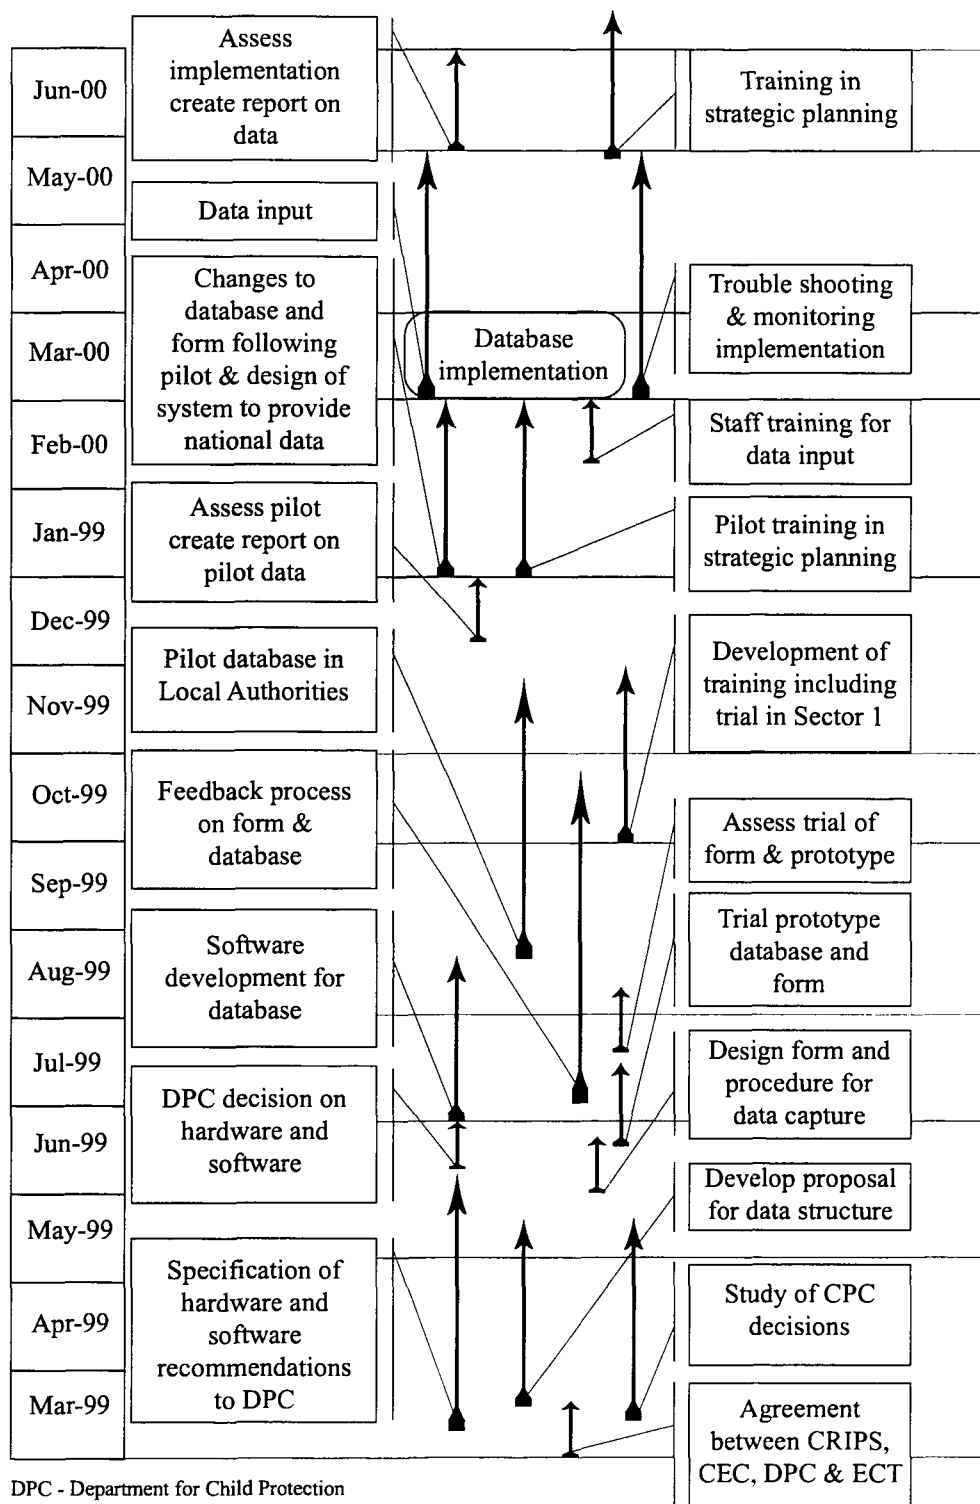 Jun-00
May-00
Apr-00
Mar-00
Feb-00
Jan-99
Dec-99
Nov-99
Oct-99
Sep-99
Aug-99
Jul-99
Jun-99
May-99
Apr-99
Mar-99
Assess
implementation
create report on
data
Data input
Changes to
database and
form following
pilot & design of
system to provide
national data
Assess pilot
create report on
pilot data
Pilot database in
Local Authorities
Feedback process
on form &
database
Software
development for
database
DPC decision on
hardware and
software
Specification of
hardware and
software
recommendations
to DPC
Database
implementation
Training in
strategic planning
Trouble shooting
& monitoring
implementation
Staff training for
data input
Pilot training in
strategic planning
Development of
training including
trial in Sector 1
Assess trial of
form & prototype
Trial prototype
database and
form
Design form and
procedure for
data capture
Develop proposal
for data structure
Study of CPC
decisions
Agreement
between CRIPS,
CEC, DPC & ECT
DPC - Department for Child Protection